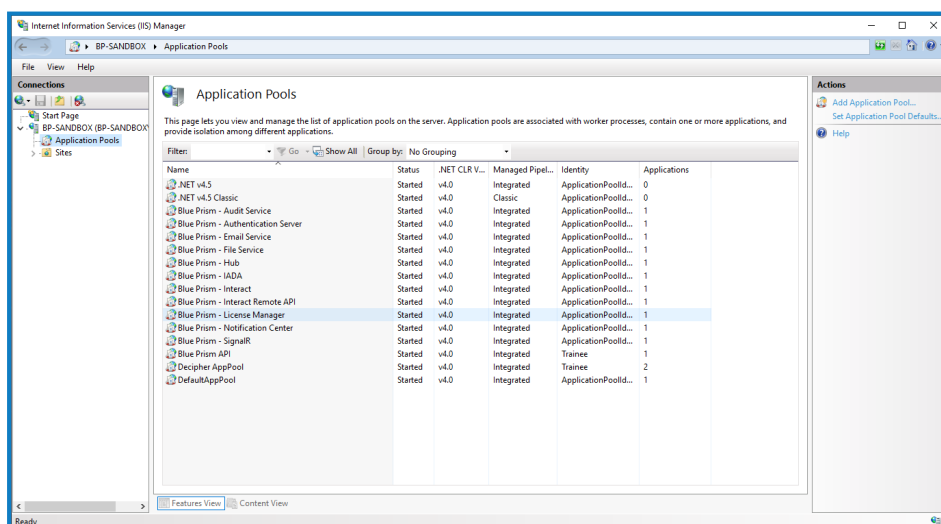 Internet Information Services (IIS) Manager
BP-SANDBOX Application Pools
File View Help
Connections
Start Page
BP-SANDBOX (BP-SANDBOX
Application Pools
Sites
Application Pools
This page lets you view and manage the list of application pools on the server. Application pools are associated with worker processes, contain one or more applications, and
provide isolation among different applications.
Filter: Go Show All Group by: No Grouping
Name Status .NET CLR V... Managed Pipel... Identity Applications
.NET v4.5 Started v4.0 Integrated ApplicationPoolId... 0
.NET v4.5 Classic Started v4.0 Classic ApplicationPoolId... 0
Blue Prism - Audit Service Started v4.0 Integrated ApplicationPoolId... 1
Blue Prism - Authentication Server Started v4.0 Integrated ApplicationPoolId... 1
Blue Prism - Email Service Started v4.0 Integrated ApplicationPoolId... 1
Blue Prism - File Service Started v4.0 Integrated ApplicationPoolId... 1
Blue Prism - Hub Started v4.0 Integrated ApplicationPoolId... 1
Blue Prism - IADA Started v4.0 Integrated ApplicationPoolId... 1
Blue Prism - Interact Started v4.0 Integrated ApplicationPoolId... 1
Blue Prism - Interact Remote API Started v4.0 Integrated ApplicationPoolId... 1
Blue Prism - License Manager Started v4.0 Integrated ApplicationPoolId... 1
Blue Prism - Notification Center Started v4.0 Integrated ApplicationPoolId... 1
Blue Prism - SignalR Started v4.0 Integrated ApplicationPoolId... 1
Blue Prism API Started v4.0 Integrated Trainee 1
Decipher AppPool Started v4.0 Integrated Trainee 2
DefaultAppPool Started v4.0 Integrated ApplicationPoolId... 1
Features View Content View
Actions
Add Application Pool...
Set Application Pool Defaults...
Help
Ready